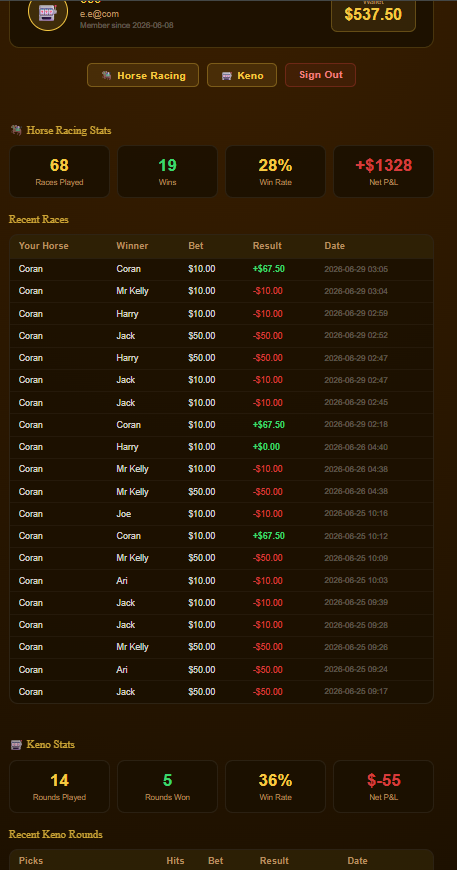 e.e@com
Member since 2026-06-08
$537.50
Horse Racing
Keno
Sign Out
Horse Racing Stats
68
Races Played
19
Wins
28%
Win Rate
+$1328
Net P&L
Recent Races
Your Horse Winner Bet Result Date
Coran Coran $10.00 +$67.50 2026-06-29 03:05
Coran Mr Kelly $10.00 -$10.00 2026-06-29 03:04
Coran Harry $10.00 -$10.00 2026-06-29 02:59
Coran Jack $50.00 -$50.00 2026-06-29 02:52
Coran Harry $50.00 -$50.00 2026-06-29 02:47
Coran Jack $10.00 -$10.00 2026-06-29 02:47
Coran Jack $10.00 -$10.00 2026-06-29 02:45
Coran Coran $10.00 +$67.50 2026-06-29 02:18
Coran Harry $10.00 +$0.00 2026-06-26 04:40
Coran Mr Kelly $10.00 -$10.00 2026-06-26 04:38
Coran Mr Kelly $50.00 -$50.00 2026-06-26 04:38
Coran Joe $10.00 -$10.00 2026-06-25 10:16
Coran Coran $10.00 +$67.50 2026-06-25 10:12
Coran Mr Kelly $50.00 -$50.00 2026-06-25 10:09
Coran Ari $10.00 -$10.00 2026-06-25 10:03
Coran Jack $10.00 -$10.00 2026-06-25 09:39
Coran Jack $10.00 -$10.00 2026-06-25 09:28
Coran Mr Kelly $50.00 -$50.00 2026-06-25 09:26
Coran Ari $50.00 -$50.00 2026-06-25 09:24
Coran Jack $50.00 -$50.00 2026-06-25 09:17
Keno Stats
14
Rounds Played
5
Rounds Won
36%
Win Rate
$-55
Net P&L
Recent Keno Rounds
Picks Hits Bet Result Date